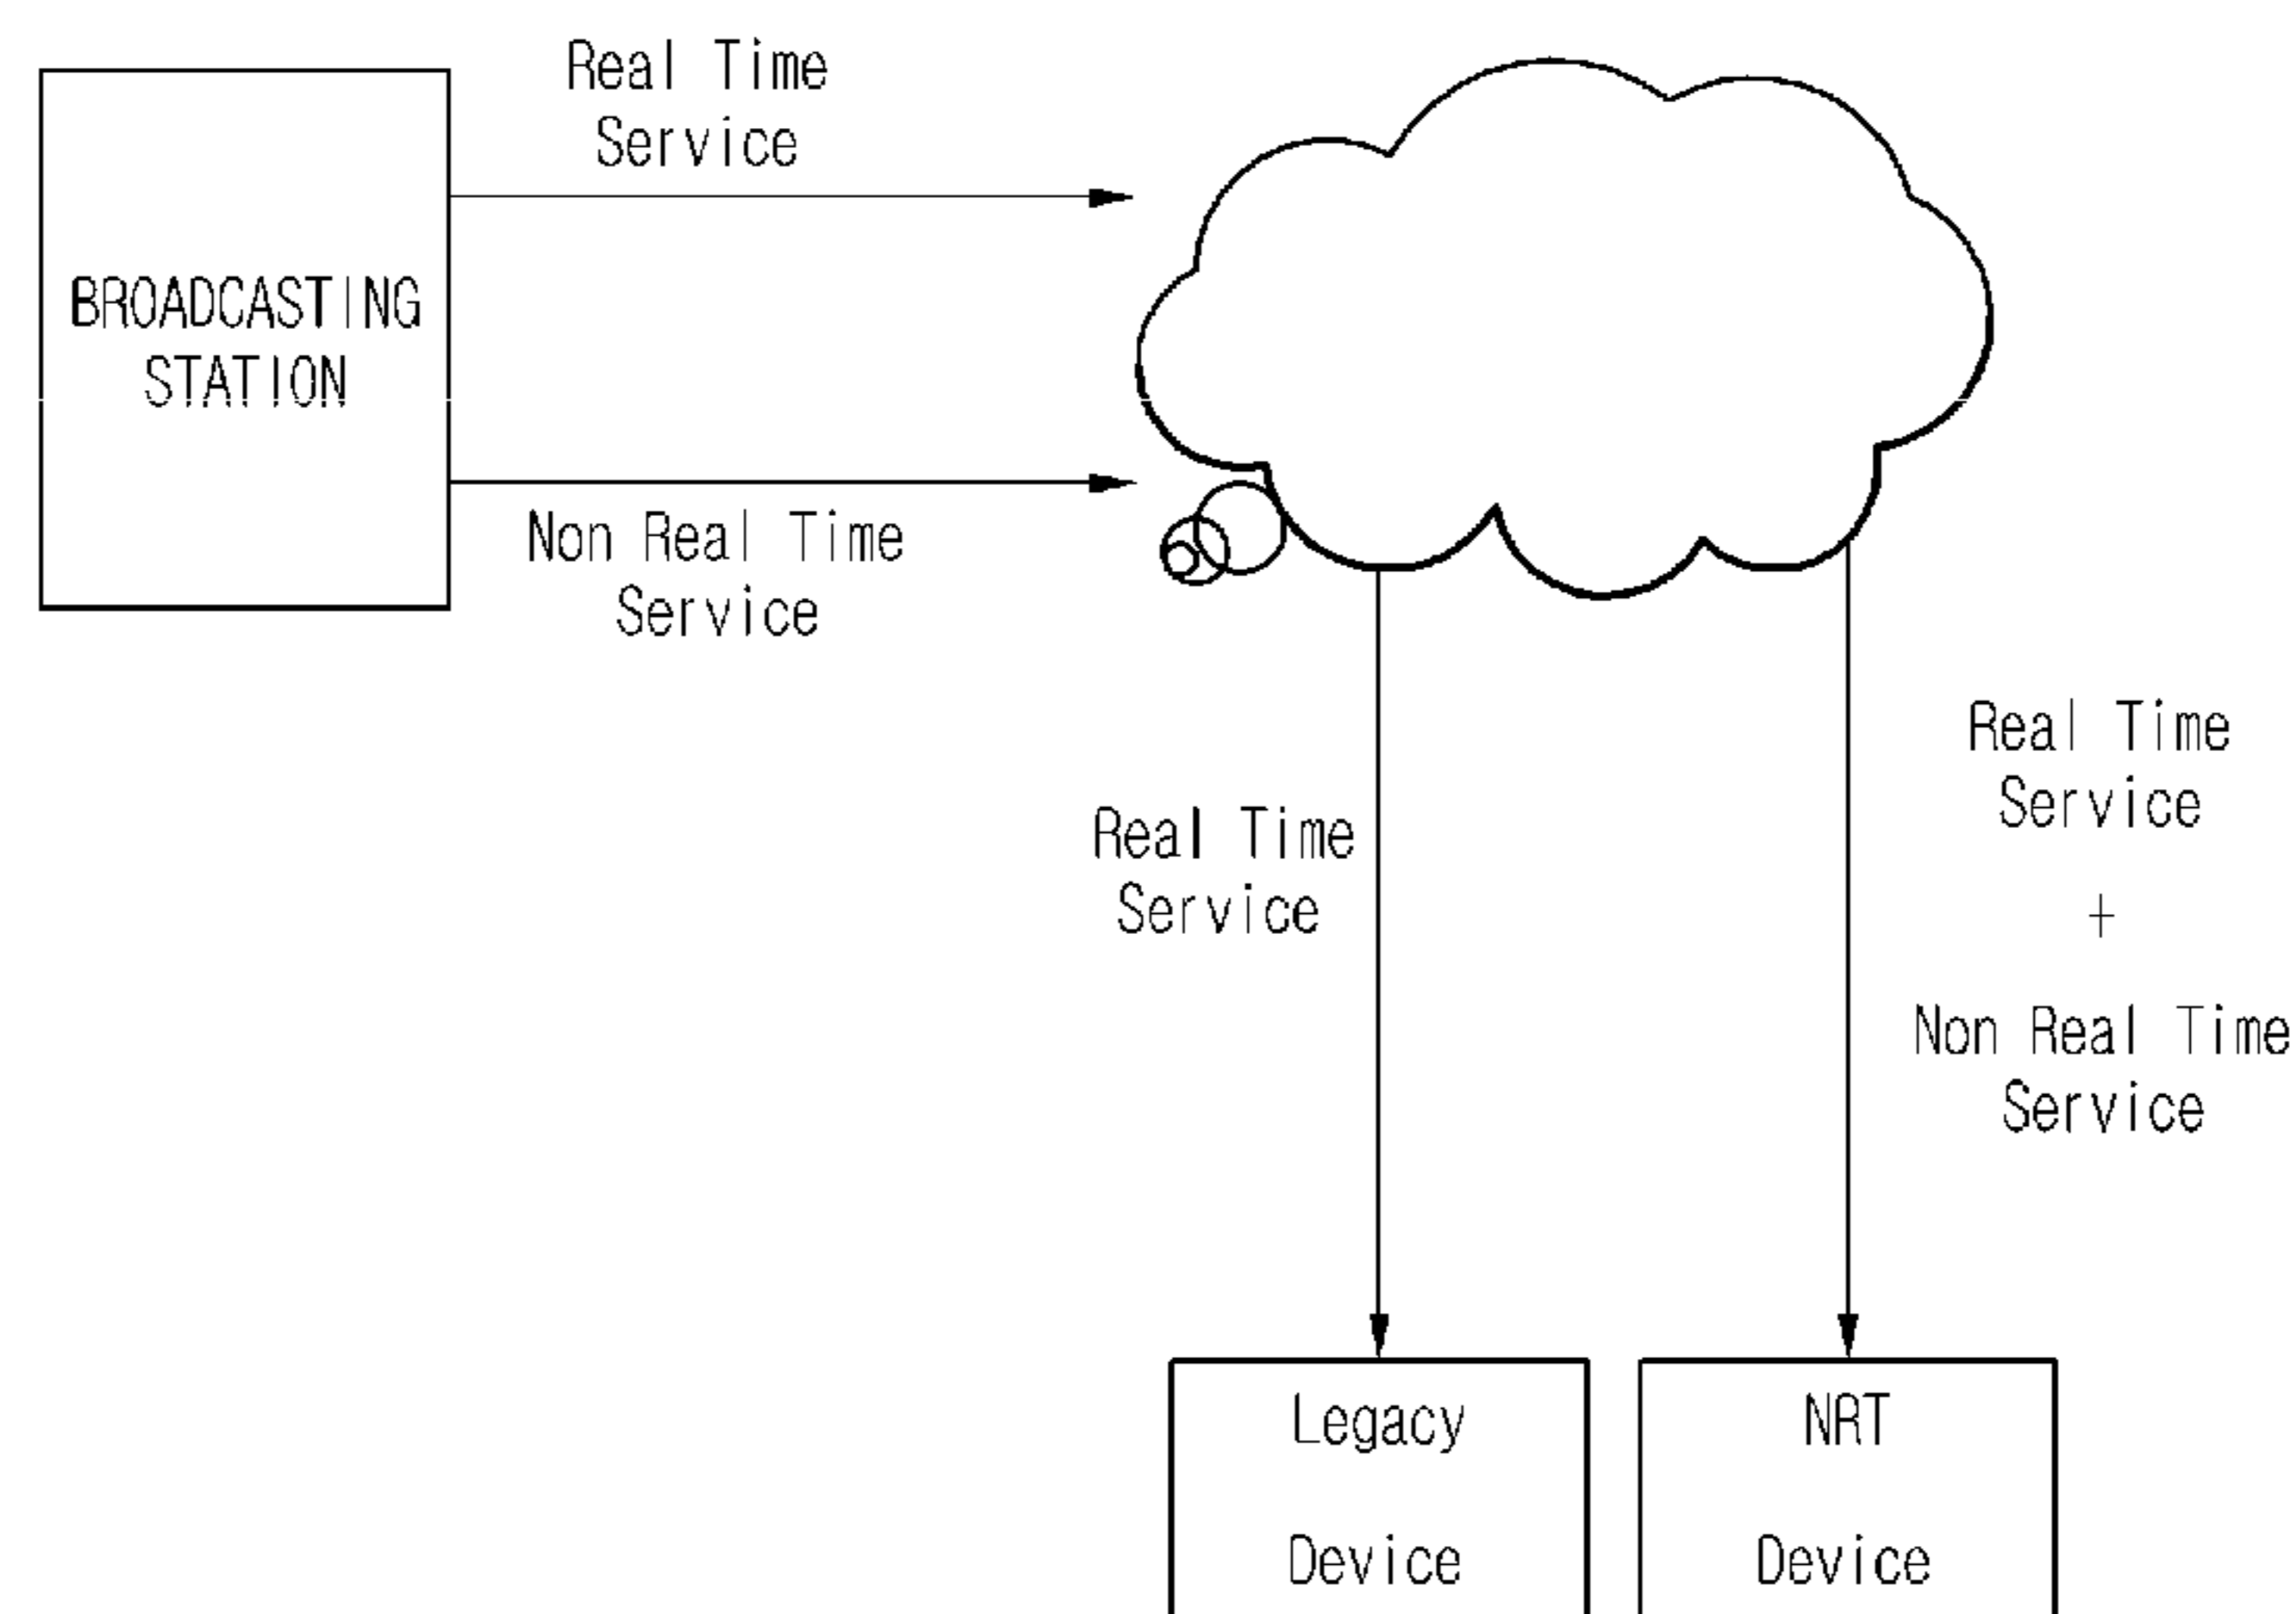 Real Time
Service
BROADCASTING
STATION
Non Real Time
Service
Real Time
Service
Real Time
Service
+
Non Real Time
Service
Legacy
Device
NRT
Device